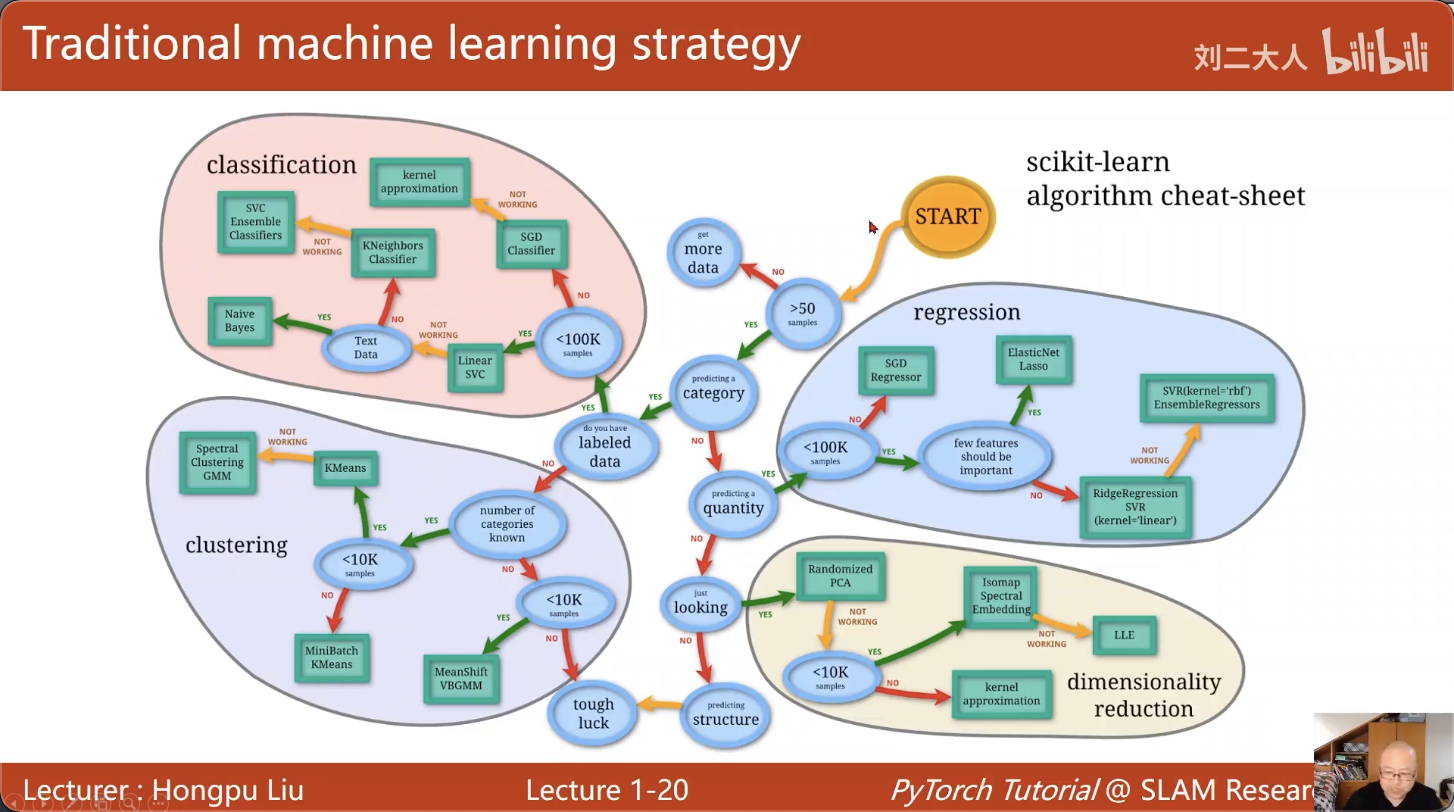 Traditional machine learning strategy
刘二大人 bilibili
scikit-learn
algorithm cheat-sheet
START
>50
samples
get
more
data
NO
YES
predicting a
category
YES
NO
do you have
labeled
data
YES
NO
predicting a
quantity
YES
NO
just
looking
YES
NO
predicting
structure
tough
luck
classification
kernel
approximation
NOT
WORKING
SGD
Classifier
NO
<100K
samples
YES
Linear
SVC
NOT
WORKING
Text
Data
YES
Naive
Bayes
NO
KNeighbors
Classifier
NOT
WORKING
SVC
Ensemble
Classifiers
regression
<100K
samples
NO
SGD
Regressor
YES
few features
should be
important
YES
ElasticNet
Lasso
NO
RidgeRegression
SVR
(kernel='linear')
NOT
WORKING
SVR(kernel='rbf')
EnsembleRegressors
clustering
number of
categories
known
YES
<10K
samples
YES
KMeans
NOT
WORKING
Spectral
Clustering
GMM
NO
MiniBatch
KMeans
NO
<10K
samples
YES
MeanShift
VBGMM
NO
dimensionality
reduction
Randomized
PCA
NOT
WORKING
<10K
samples
YES
Isomap
Spectral
Embedding
NOT
WORKING
LLE
NO
kernel
approximation
Lecturer : Hongpu Liu
Lecture 1-20
PyTorch Tutorial @ SLAM Resear